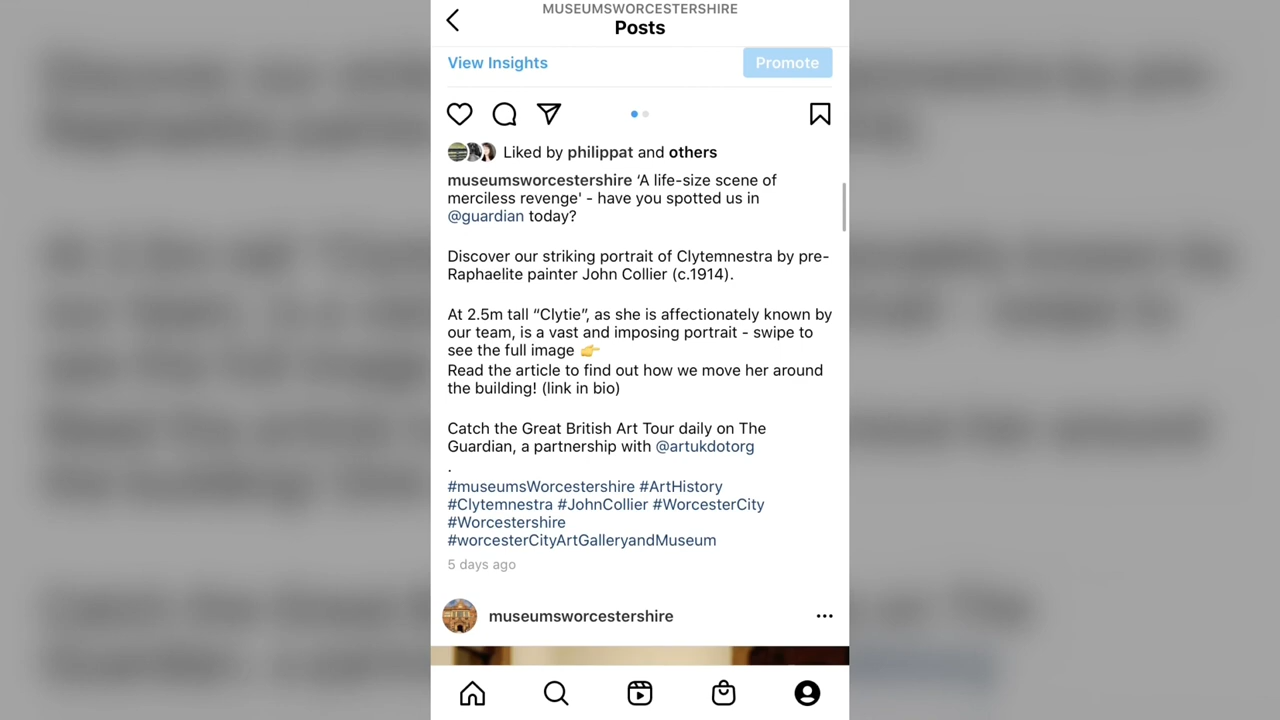 MUSEUMSWORCESTERSHIRE
Posts
View Insights
Promote
Liked by philippat and others
museumsworcestershire ‘A life-size scene of
merciless revenge' - have you spotted us in
@guardian today?
Discover our striking portrait of Clytemnestra by pre-
Raphaelite painter John Collier (c.1914).
At 2.5m tall “Clytie”, as she is affectionately known by
our team, is a vast and imposing portrait - swipe to
see the full image 👉
Read the article to find out how we move her around
the building! (link in bio)
Catch the Great British Art Tour daily on The
Guardian, a partnership with @artukdotorg
.
#museumsWorcestershire #ArtHistory
#Clytemnestra #JohnCollier #WorcesterCity
#Worcestershire
#worcesterCityArtGalleryandMuseum
5 days ago
museumsworcestershire